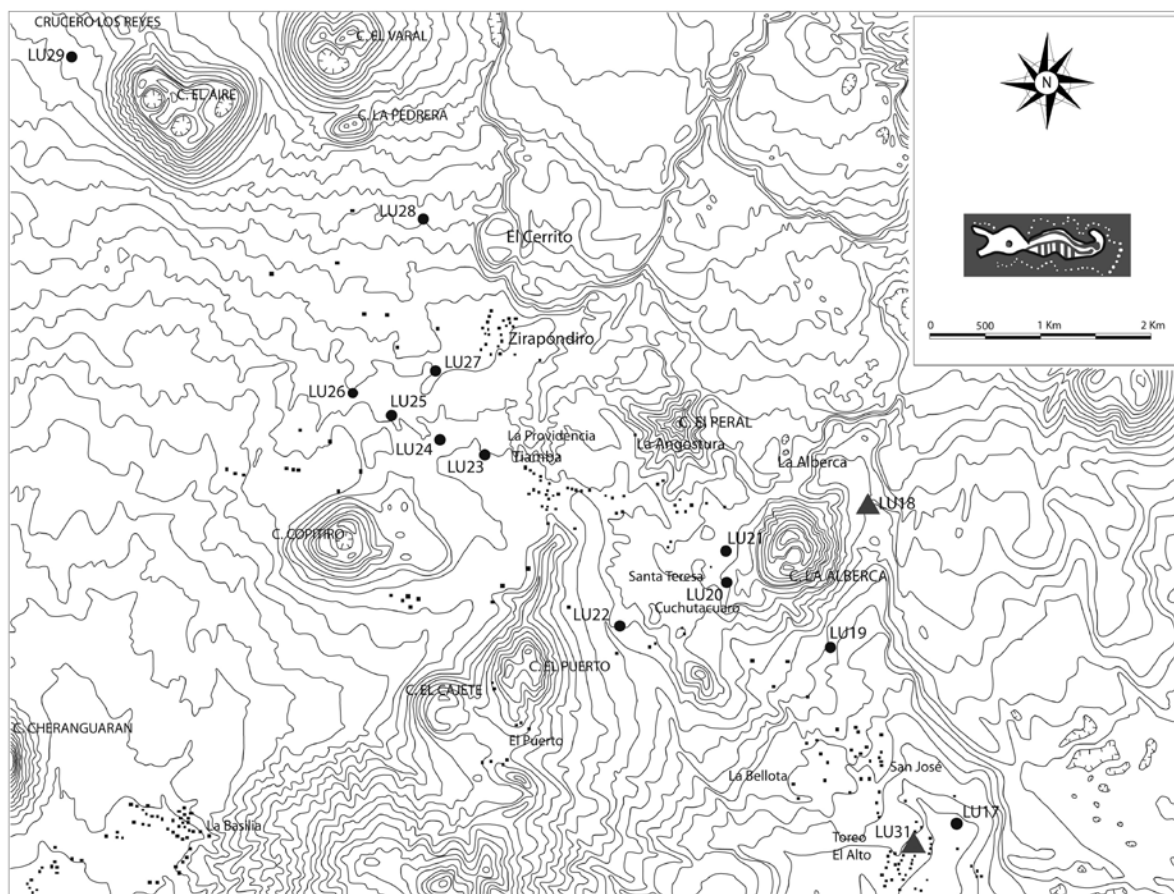 CRUCERO LOS REYES
C. EL VARAL
LU29
N
C. EL AIRE
C. LA PEDRERA
LU28
El Cerrito
0 500 1 Km 2 Km
Zirapóndiro
LU27
LU26
LU25
C. El PERAL
LU24
La Providencia
La Angostura
LU23
Tiamba
La Alberca
LU18
C. COPITIRO
LU21
Santa Teresa
C. LA ALBERCA
LU20
Cuchutacuaro
LU22
LU19
C. EL PUERTO
C. EL CAJETE
C. CHERANGUARAN
El Puerto
San José
La Bellota
La Basilia
LU17
LU31
Toreo
El Alto